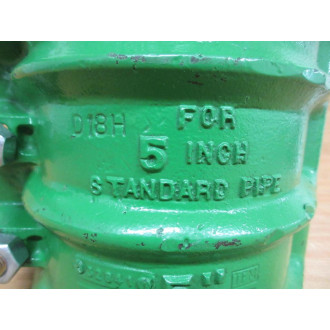 D18H FOR
5 INCH
STANDARD PIPE